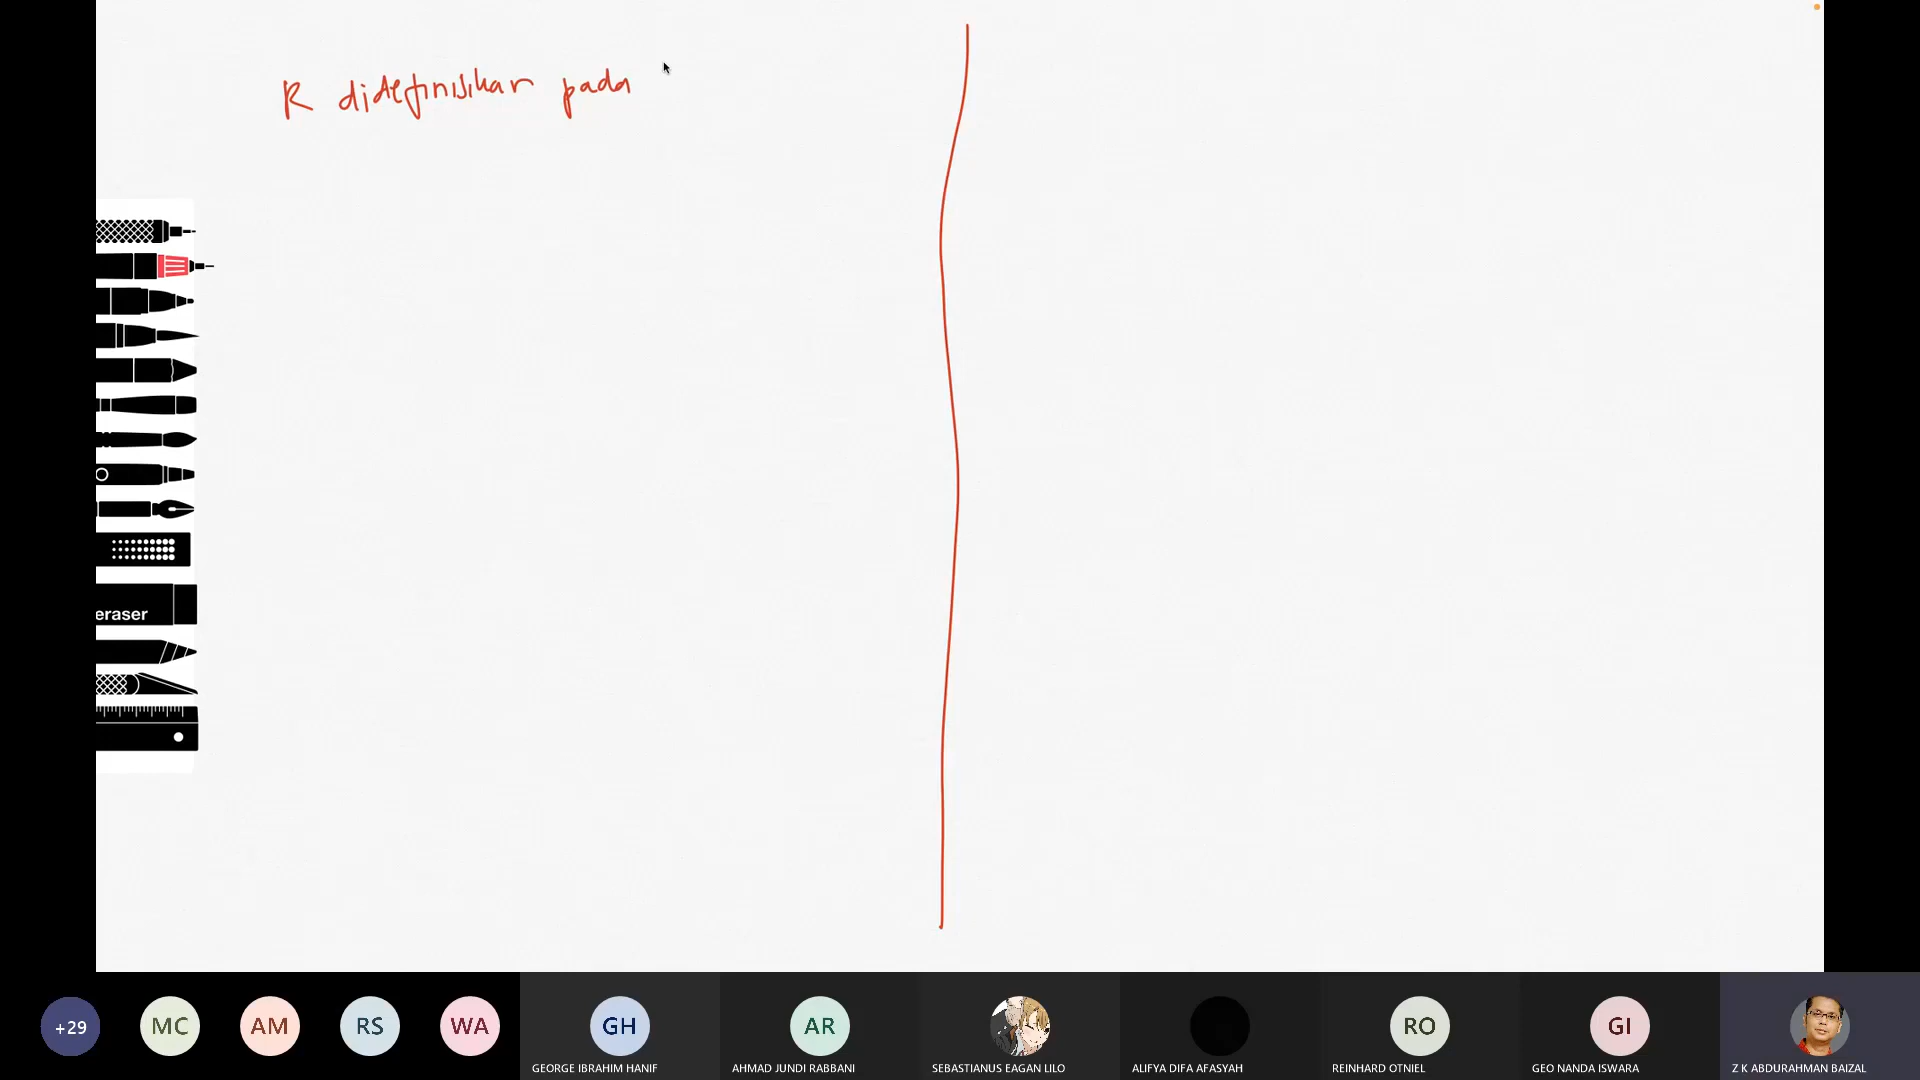 R didefinisikan pada
eraser
+29
MC
AM
RS
WA
GH
AR
RO
GI
GEORGE IBRAHIM HANIF
AHMAD JUNDI RABBANI
SEBASTIANUS EAGAN LILO
ALIFYA DIFA AFASYAH
REINHARD OTNIEL
GEO NANDA ISWARA
Z K ABDURAHMAN BAIZAL